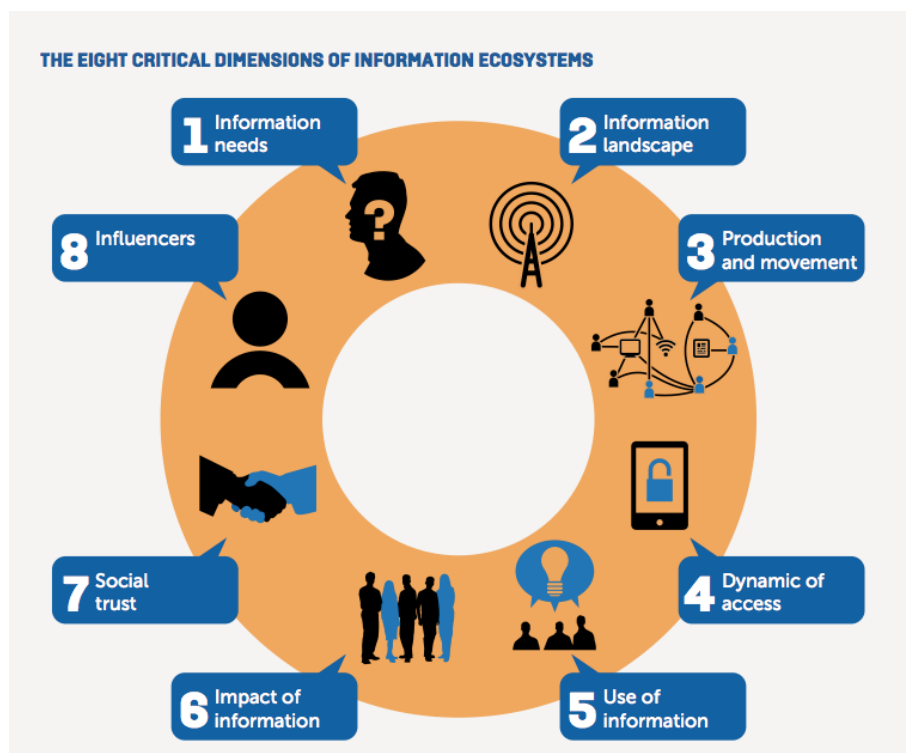 THE EIGHT CRITICAL DIMENSIONS OF INFORMATION ECOSYSTEMS
1 Information
needs
2 Information
landscape
3 Production
and movement
4 Dynamic of
access
5 Use of
information
6 Impact of
information
7 Social
trust
8 Influencers
?